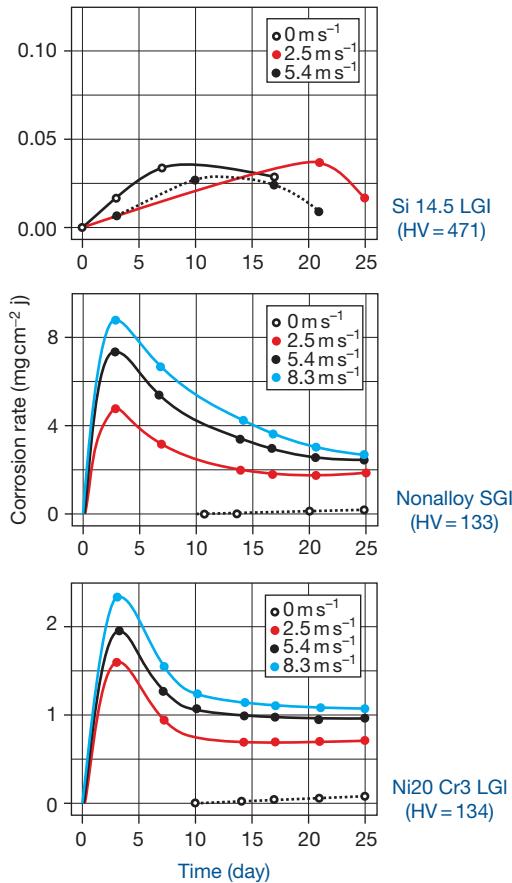 0 m s⁻¹
2.5 m s⁻¹
5.4 m s⁻¹
0.10
0.05
0.00
0 5 10 15 20 25
Si 14.5 LGI
(HV = 471)
Corrosion rate (mg cm⁻² j)
0 m s⁻¹
2.5 m s⁻¹
5.4 m s⁻¹
8.3 m s⁻¹
8
4
0
0 5 10 15 20 25
Nonalloy SGI
(HV = 133)
0 m s⁻¹
2.5 m s⁻¹
5.4 m s⁻¹
8.3 m s⁻¹
2
1
0
0 5 10 15 20 25
Ni20 Cr3 LGI
(HV = 134)
Time (day)